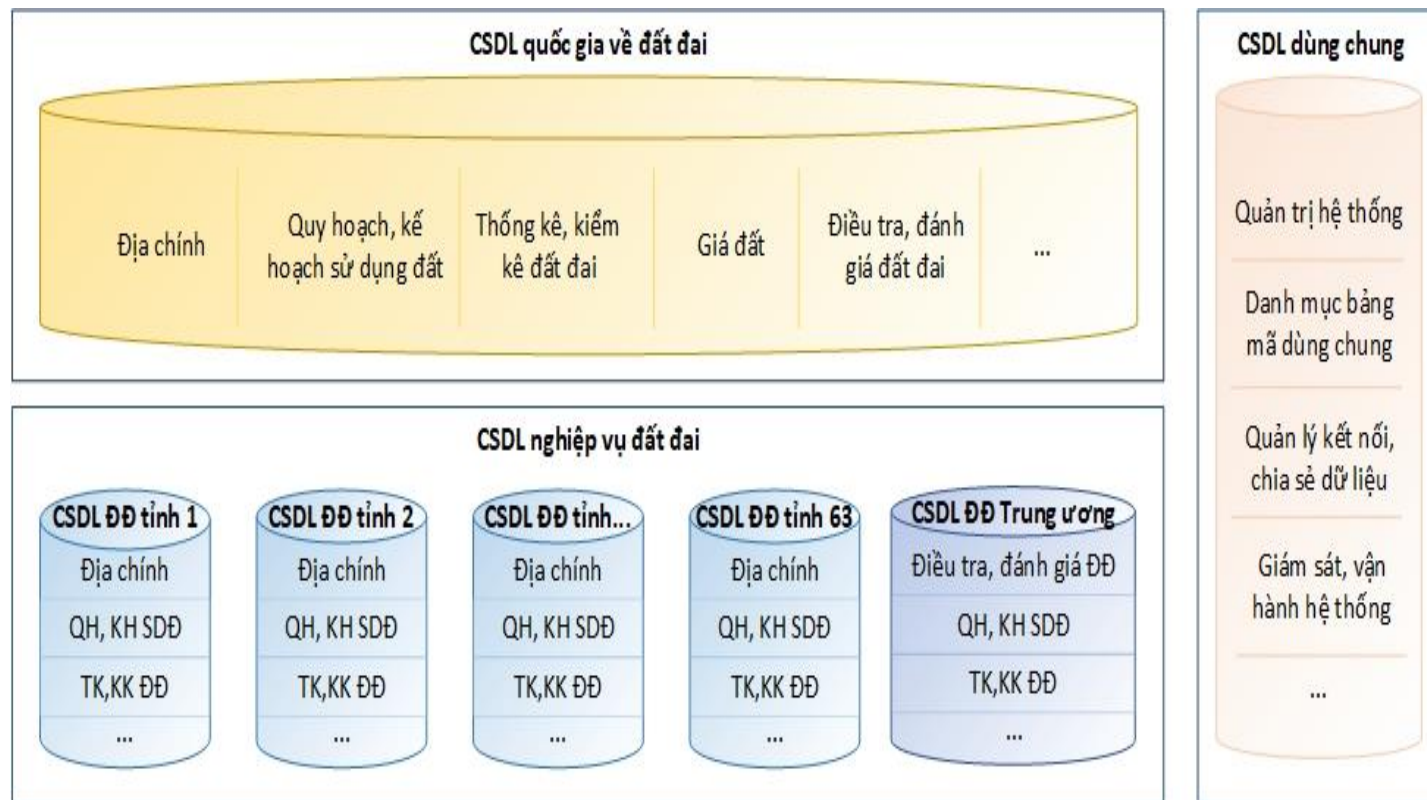 CSDL quốc gia về đất đai
Địa chính
Quy hoạch, kế
hoạch sử dụng đất
Thống kê, kiểm
kê đất đai
Giá đất
Điều tra, đánh
giá đất đai
...
CSDL nghiệp vụ đất đai
CSDL ĐĐ tỉnh 1
Địa chính
QH, KH SDĐ
TK,KK ĐĐ
...
CSDL ĐĐ tỉnh 2
Địa chính
QH, KH SDĐ
TK,KK ĐĐ
...
CSDL ĐĐ tỉnh...
Địa chính
QH, KH SDĐ
TK,KK ĐĐ
...
CSDL ĐĐ tỉnh 63
Địa chính
QH, KH SDĐ
TK,KK ĐĐ
...
CSDL ĐĐ Trung ương
Điều tra, đánh giá ĐĐ
QH, KH SDĐ
TK,KK ĐĐ
...
CSDL dùng chung
Quản trị hệ thống
Danh mục bảng
mã dùng chung
Quản lý kết nối,
chia sẻ dữ liệu
Giám sát, vận
hành hệ thống
...